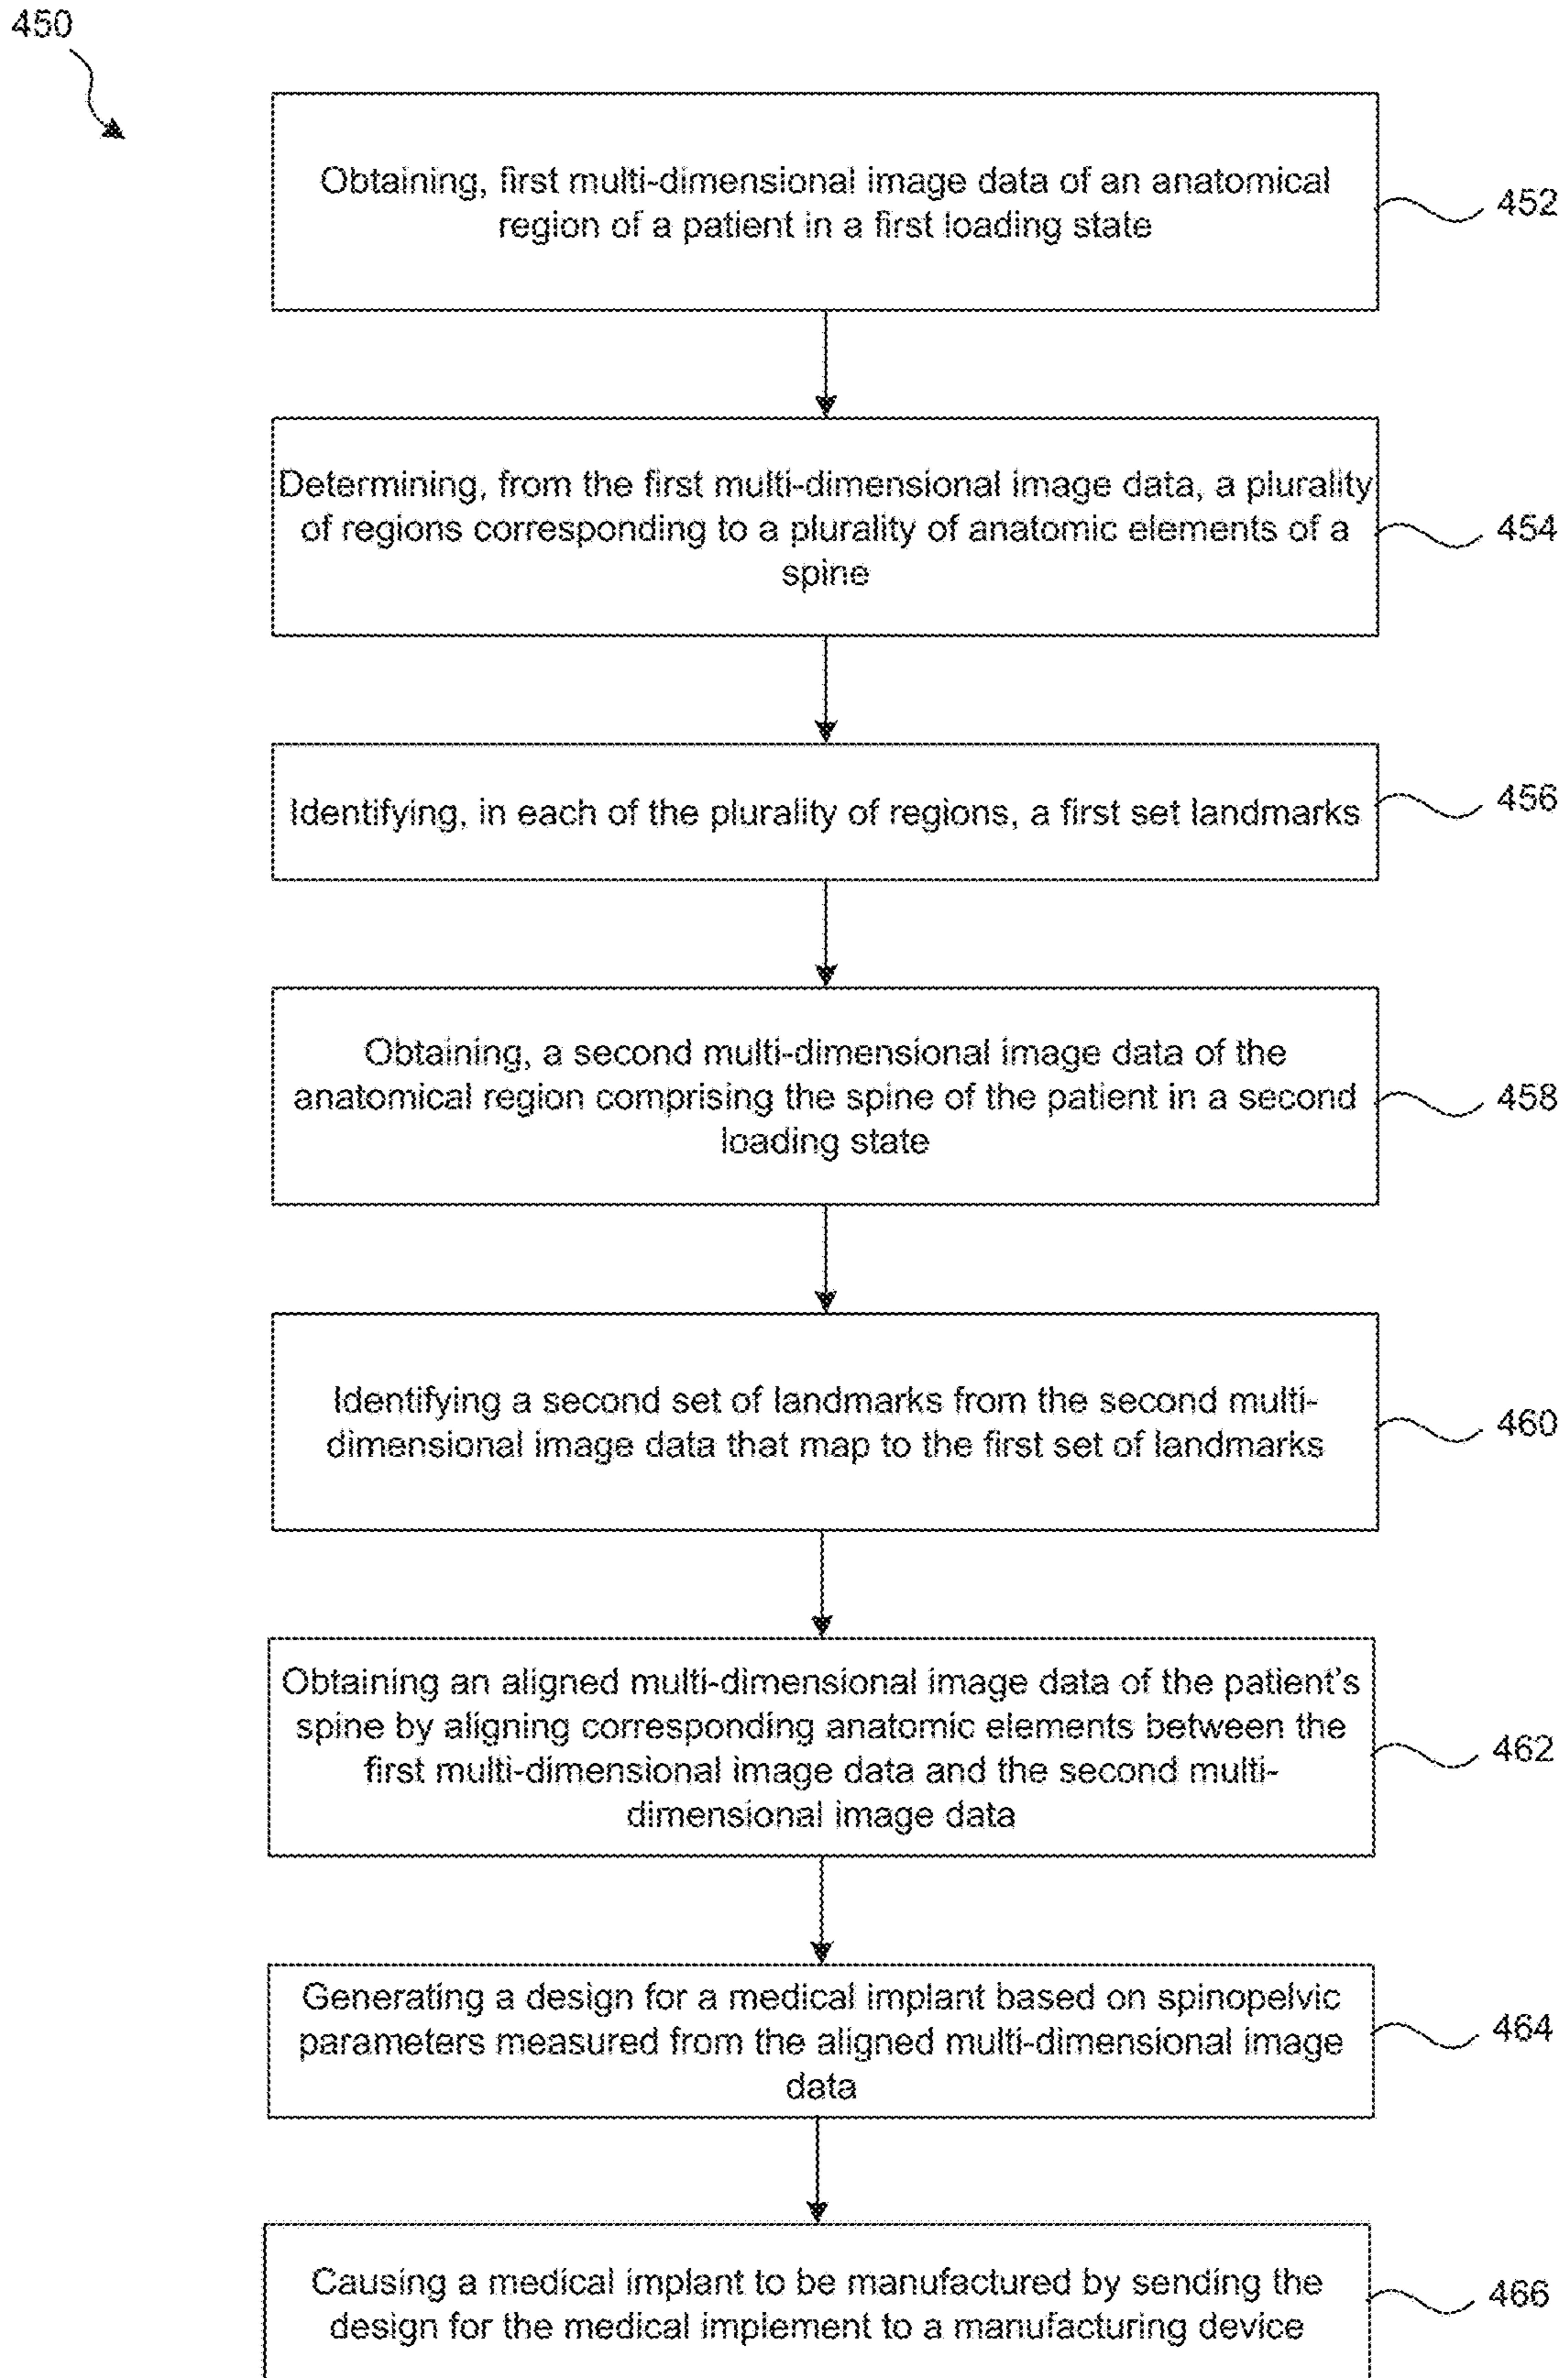 450
Obtaining, first multi-dimensional image data of an anatomical
region of a patient in a first loading state
452
Determining, from the first multi-dimensional image data, a plurality
of regions corresponding to a plurality of anatomic elements of a
spine
454
Identifying, in each of the plurality of regions, a first set landmarks
456
Obtaining, a second multi-dimensional image data of the
anatomical region comprising the spine of the patient in a second
loading state
458
Identifying a second set of landmarks from the second multi-
dimensional image data that map to the first set of landmarks
460
Obtaining an aligned multi-dimensional image data of the patient's
spine by aligning corresponding anatomic elements between the
first multi-dimensional image data and the second multi-
dimensional image data
462
Generating a design for a medical implant based on spinopelvic
parameters measured from the aligned multi-dimensional image
data
464
Causing a medical implant to be manufactured by sending the
design for the medical implement to a manufacturing device
466